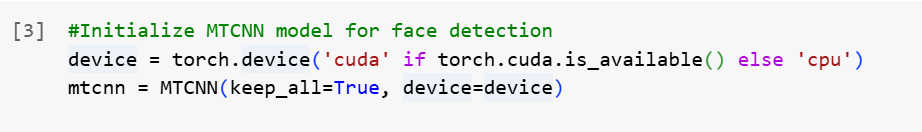 [3] #Initialize MTCNN model for face detection
device = torch.device('cuda' if torch.cuda.is_available() else 'cpu')
mtcnn = MTCNN(keep_all=True, device=device)